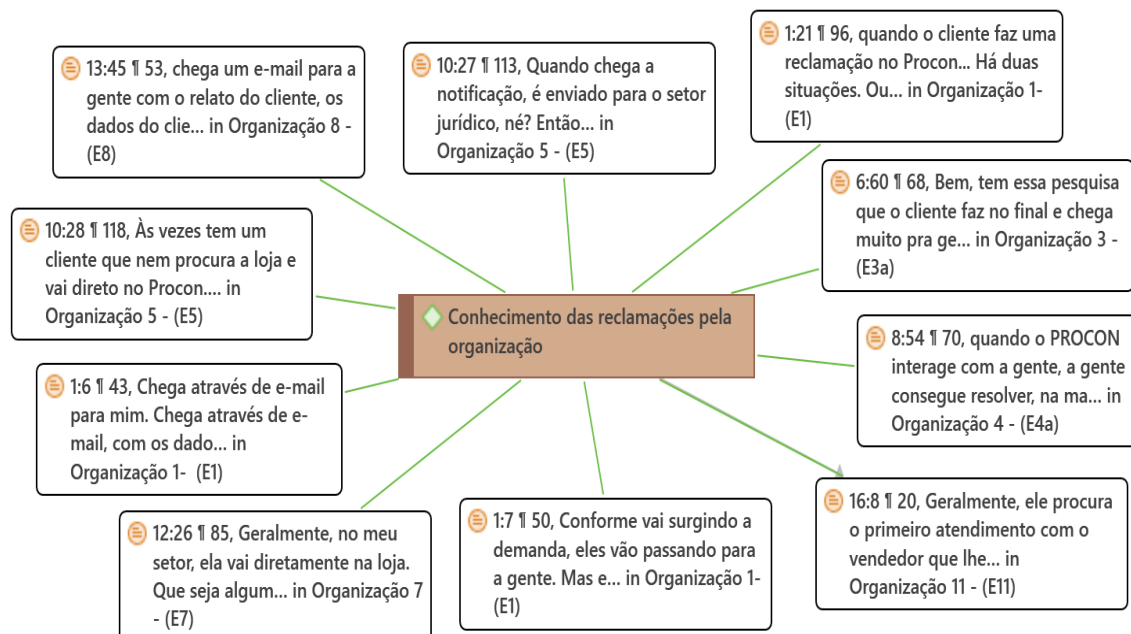 13:45 ¶ 53, chega um e-mail para a
gente com o relato do cliente, os
dados do clie... in Organização 8 -
(E8)
10:27 ¶ 113, Quando chega a
notificação, é enviado para o setor
jurídico, né? Então... in
Organização 5 - (E5)
1:21 ¶ 96, quando o cliente faz uma
reclamação no Procon... Há duas
situações. Ou... in Organização 1-
(E1)
6:60 ¶ 68, Bem, tem essa pesquisa
que o cliente faz no final e chega
muito pra ge... in Organização 3 -
(E3a)
10:28 ¶ 118, Às vezes tem um
cliente que nem procura a loja e
vai direto no Procon.... in
Organização 5 - (E5)
Conhecimento das reclamações pela
organização
8:54 ¶ 70, quando o PROCON
interage com a gente, a gente
consegue resolver, na ma... in
Organização 4 - (E4a)
1:6 ¶ 43, Chega através de e-mail
para mim. Chega através de e-
mail, com os dado... in
Organização 1- (E1)
16:8 ¶ 20, Geralmente, ele procura
o primeiro atendimento com o
vendedor que lhe... in
Organização 11 - (E11)
12:26 ¶ 85, Geralmente, no meu
setor, ela vai diretamente na loja.
Que seja algum... in Organização 7
- (E7)
1:7 ¶ 50, Conforme vai surgindo a
demanda, eles vão passando para
a gente. Mas e... in Organização 1-
(E1)